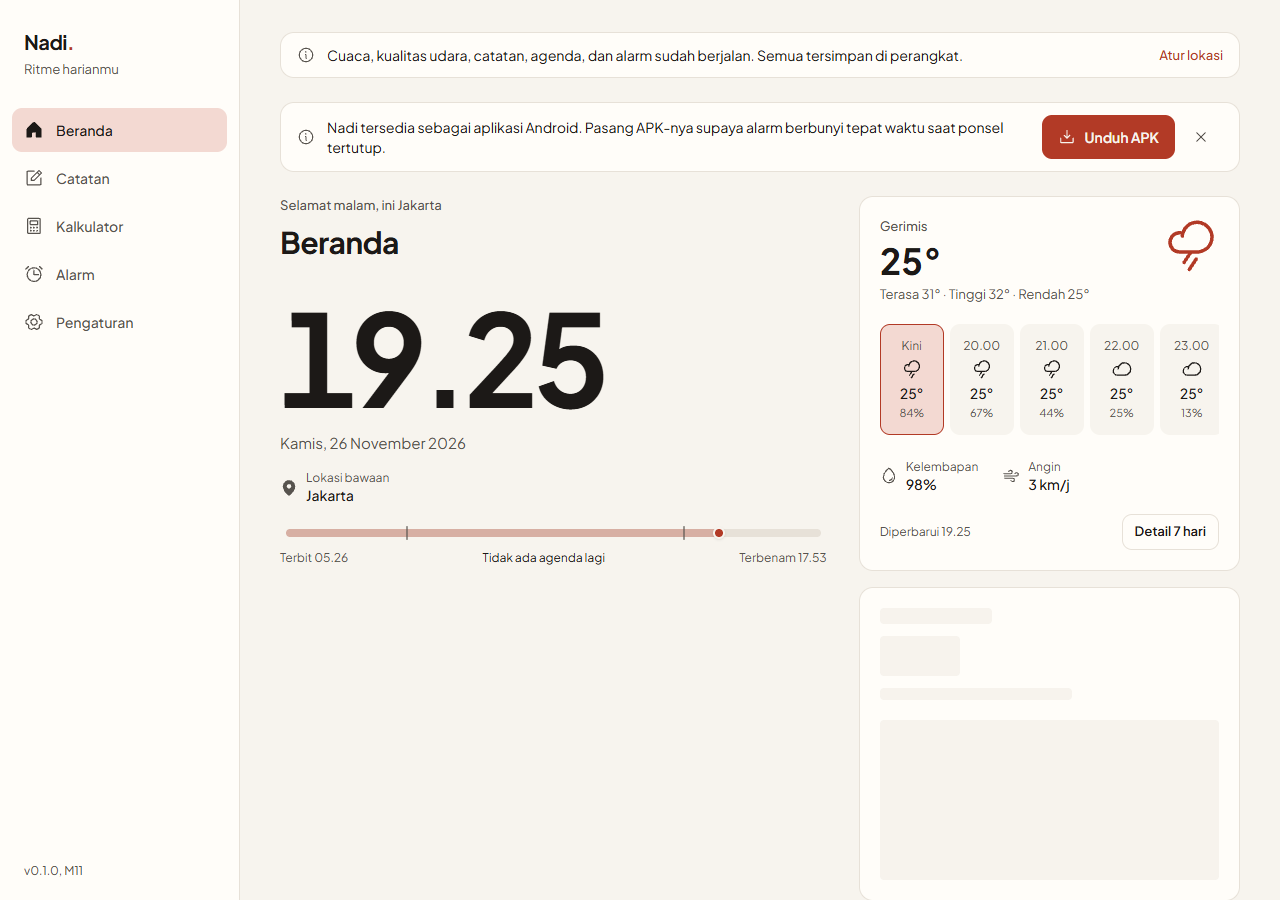 Nadi.
Ritme harianmu
Beranda
Catatan
Kalkulator
Alarm
Pengaturan
v0.1.0, M11
Cuaca, kualitas udara, catatan, agenda, dan alarm sudah berjalan. Semua tersimpan di perangkat.
Atur lokasi
Nadi tersedia sebagai aplikasi Android. Pasang APK-nya supaya alarm berbunyi tepat waktu saat ponsel
tertutup.
Unduh APK
Selamat malam, ini Jakarta
Beranda
19.25
Kamis, 26 November 2026
Lokasi bawaan
Jakarta
Terbit 05.26
Tidak ada agenda lagi
Terbenam 17.53
Gerimis
25°
Terasa 31° · Tinggi 32° · Rendah 25°
Kini
25°
84%
20.00
25°
67%
21.00
25°
44%
22.00
25°
25%
23.00
25°
13%
Kelembapan
98%
Angin
3 km/j
Diperbarui 19.25
Detail 7 hari